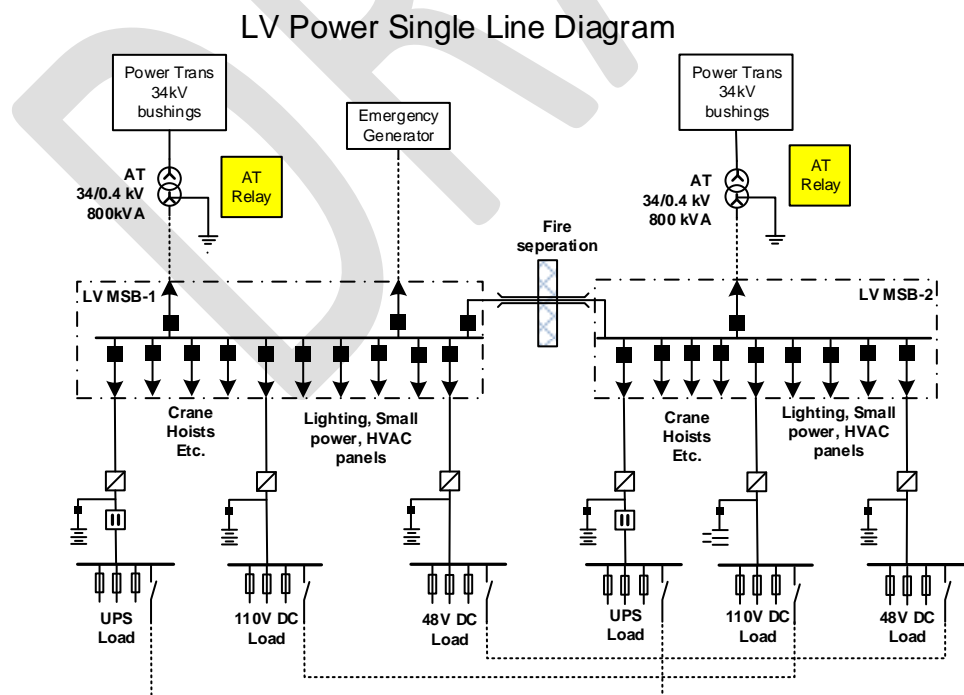 LV Power Single Line Diagram
Power Trans
34kV
bushings
Emergency
Generator
Power Trans
34kV
bushings
AT
34/0.4 kV
800kVA
AT
Relay
AT
34/0.4 kV
800 kVA
AT
Relay
Fire
seperation
LV MSB-1
LV MSB-2
Crane
Hoists
Etc.
Lighting, Small
power, HVAC
panels
Crane
Hoists
Etc.
Lighting, Small
power, HVAC
panels
UPS
Load
110V DC
Load
48V DC
Load
UPS
Load
110V DC
Load
48V DC
Load